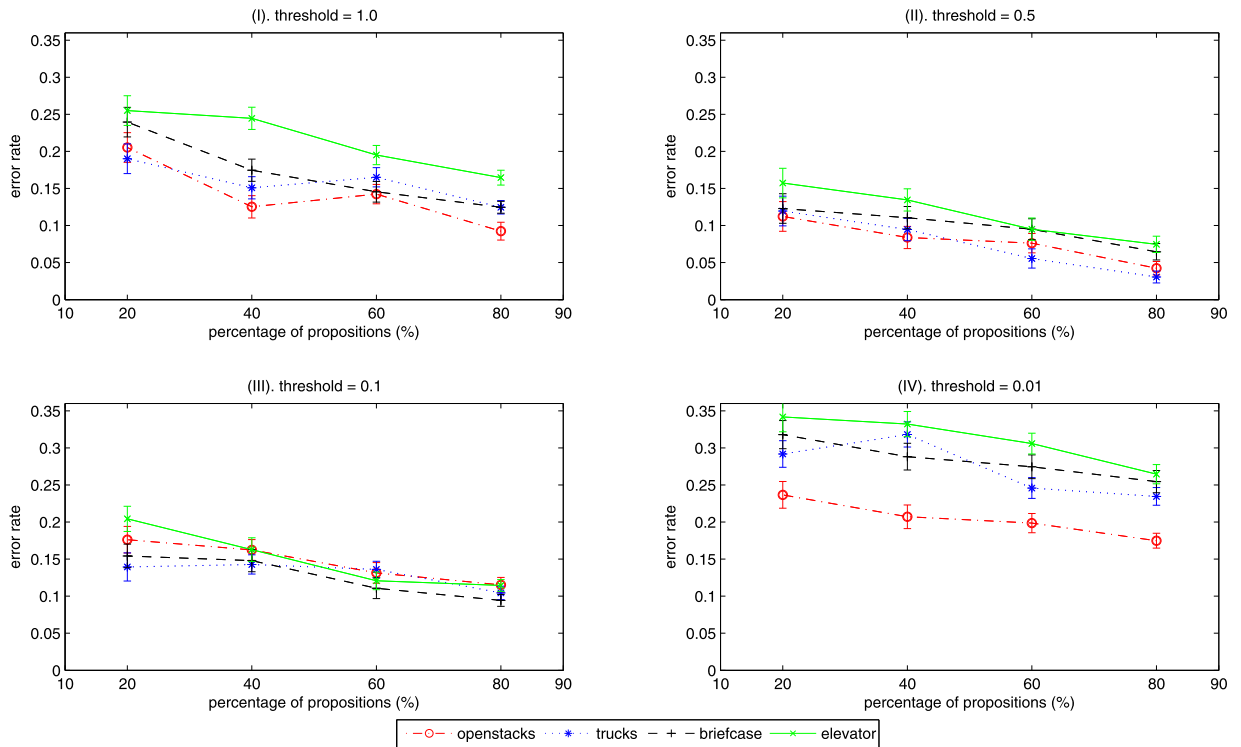 (I). threshold = 1.0
error rate
0.35
0.3
0.25
0.2
0.15
0.1
0.05
0
10 20 40 60 80 90
percentage of propositions (%)
(II). threshold = 0.5
error rate
0.35
0.3
0.25
0.2
0.15
0.1
0.05
0
10 20 40 60 80 90
percentage of propositions (%)
(III). threshold = 0.1
error rate
0.35
0.3
0.25
0.2
0.15
0.1
0.05
0
10 20 40 60 80 90
percentage of propositions (%)
(IV). threshold = 0.01
error rate
0.35
0.3
0.25
0.2
0.15
0.1
0.05
0
10 20 40 60 80 90
percentage of propositions (%)
openstacks trucks briefcase elevator